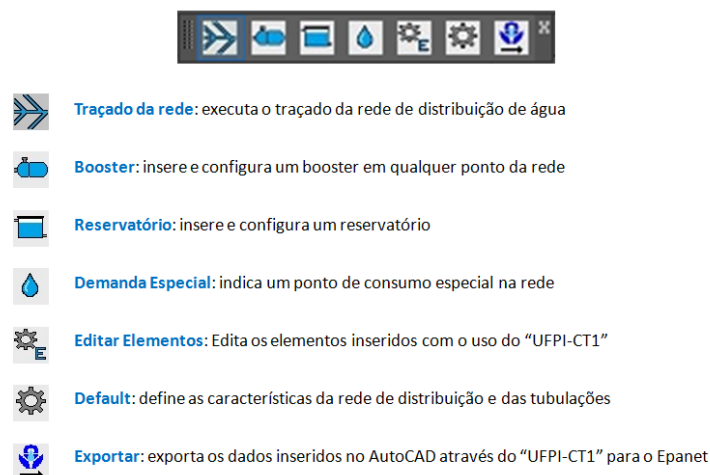 E
x
Traçado da rede: executa o traçado da rede de distribuição de água
Booster: insere e configura um booster em qualquer ponto da rede
Reservatório: insere e configura um reservatório
Demanda Especial: indica um ponto de consumo especial na rede
E
Editar Elementos: Edita os elementos inseridos com o uso do “UFPI-CT1”
Default: define as características da rede de distribuição e das tubulações
Exportar: exporta os dados inseridos no AutoCAD através do “UFPI-CT1” para o Epanet